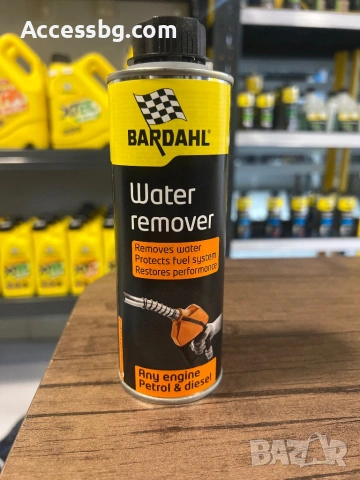 Accessbg.com
BARDAHL
Water
remover
Removes water
Protects fuel system
Restores performance
Any engine
Petrol & diesel
BAZAR